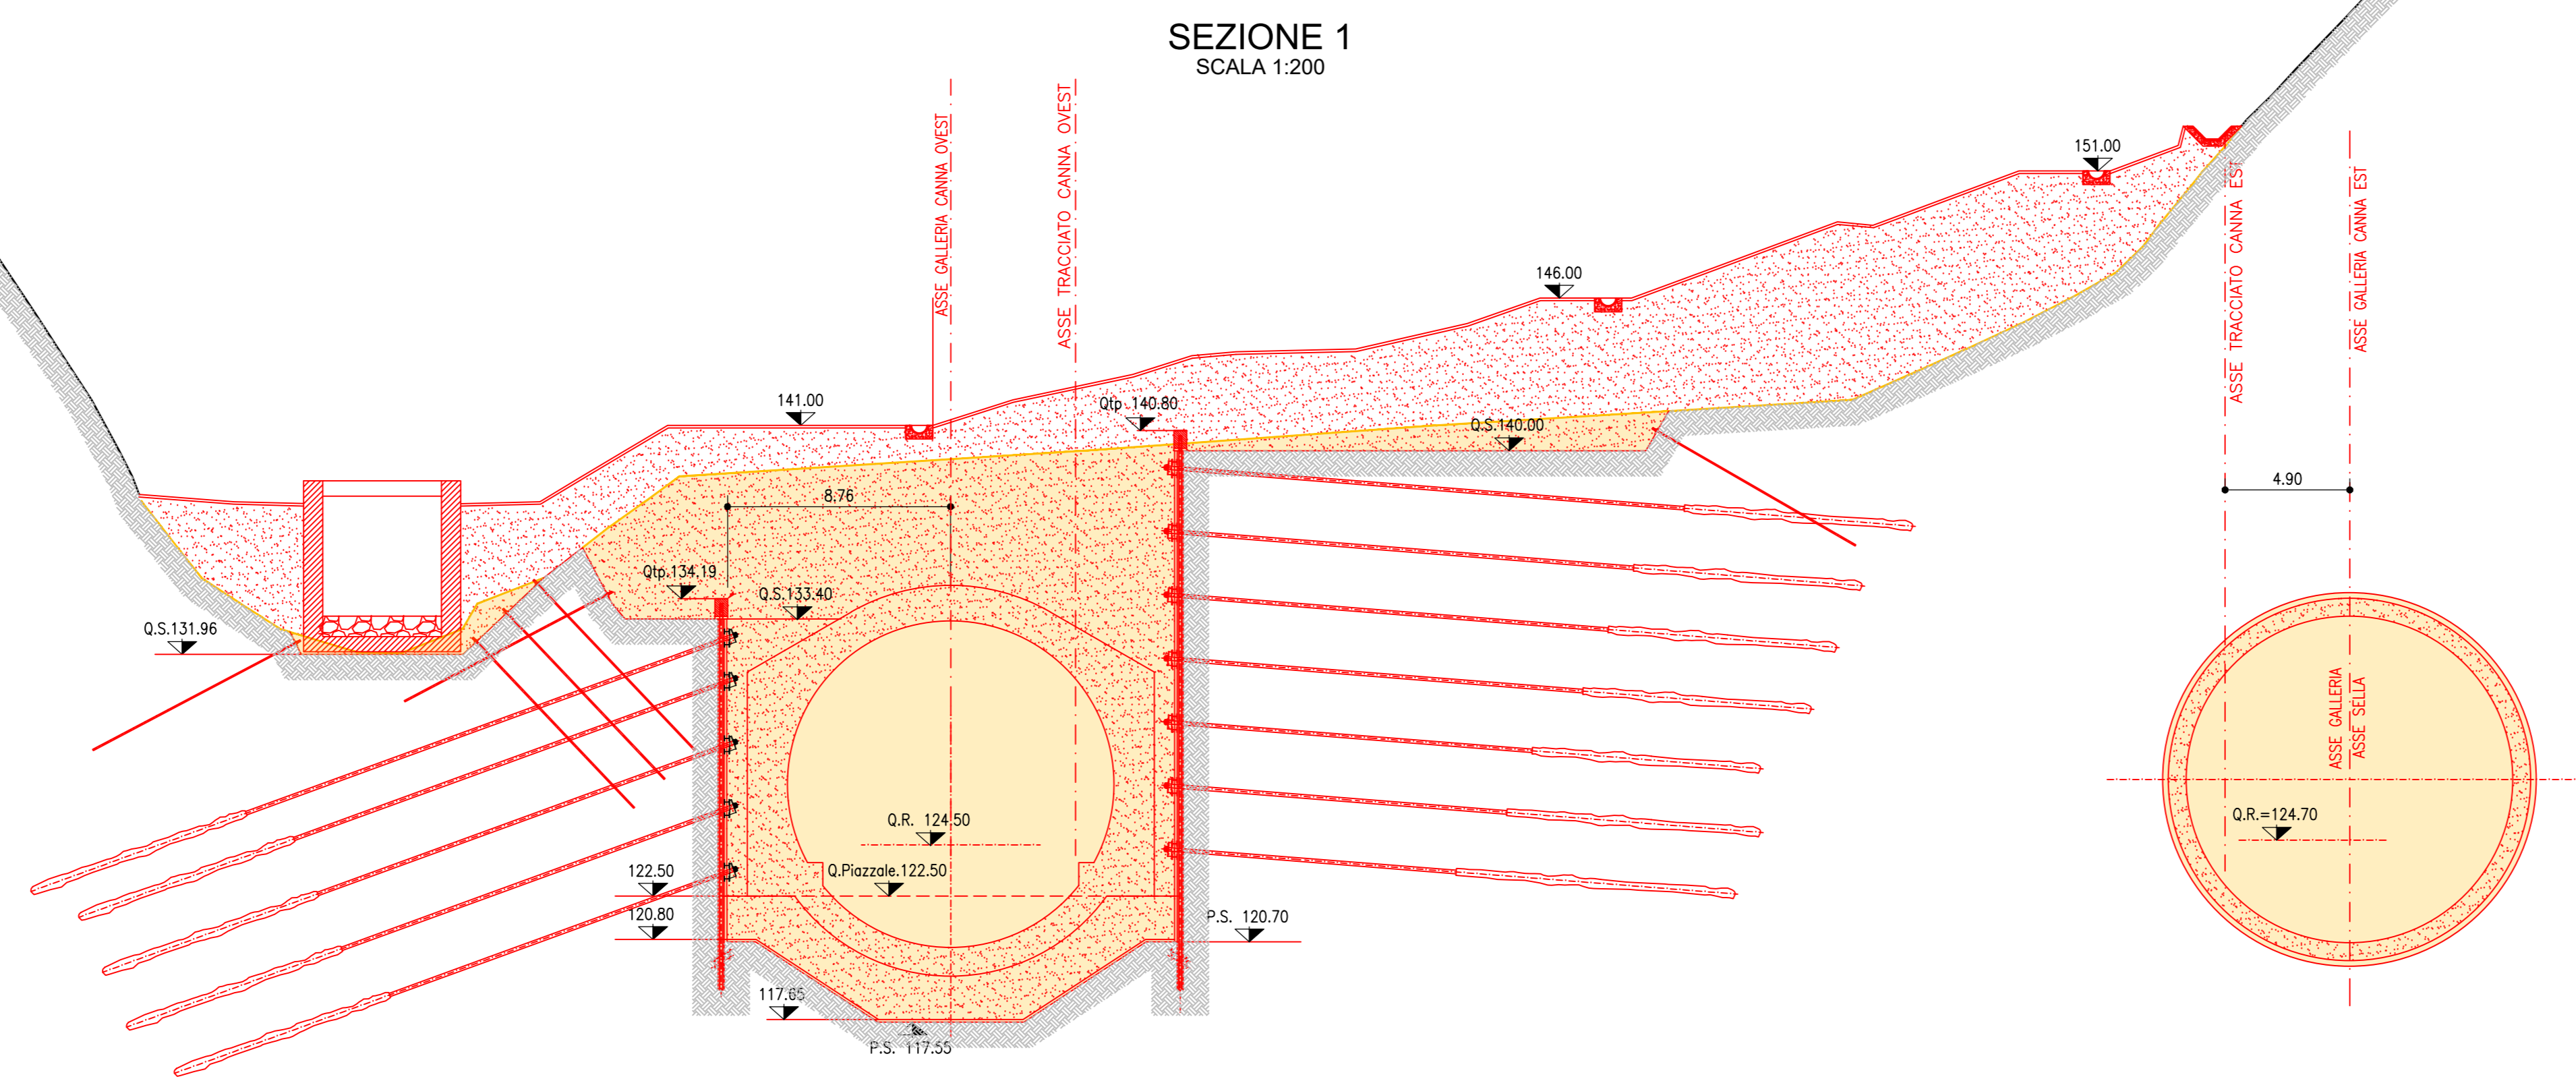 SEZIONE 1
SCALA 1:200
ASSE GALLERIA CANNA OVEST
ASSE TRACCIATO CANNA OVEST
151.00
ASSE TRACCIATO CANNA EST
ASSE GALLERIA CANNA EST
146.00
141.00
Qtp 140.80
Q.S.140.00
4.90
8.76
Qtp.134.19
Q.S.133.40
Q.S.131.96
ASSE GALLERIA
ASSE SELLA
Q.R. 124.50
Q.R.=124.70
122.50
Q.Piazzale.122.50
120.80
P.S. 120.70
117.65
P.S. 117.55